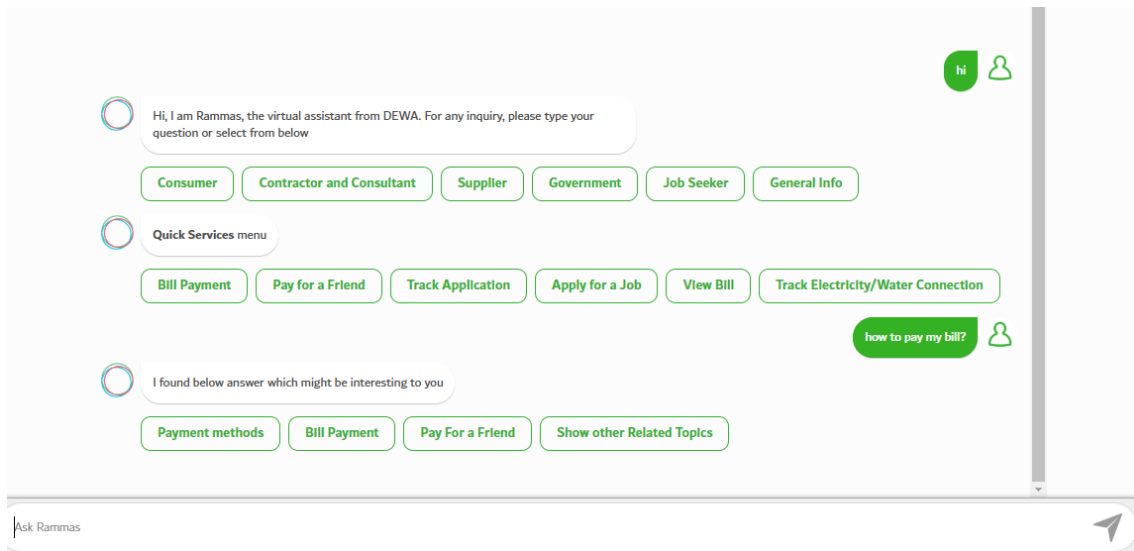 hi
Hi, I am Rammas, the virtual assistant from DEWA. For any inquiry, please type your
question or select from below
Consumer Contractor and Consultant Supplier Government Job Seeker General Info
Quick Services menu
Bill Payment Pay for a Friend Track Application Apply for a Job View Bill Track Electricity/Water Connection
how to pay my bill?
I found below answer which might be interesting to you
Payment methods Bill Payment Pay For a Friend Show other Related Topics
Ask Rammas